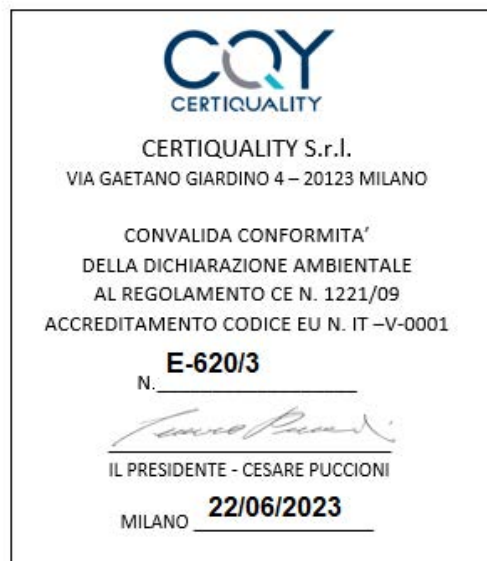 CQY
CERTIQUALITY
CERTIQUALITY S.r.l.
VIA GAETANO GIARDINO 4 – 20123 MILANO
CONVALIDA CONFORMITA’
DELLA DICHIARAZIONE AMBIENTALE
AL REGOLAMENTO CE N. 1221/09
ACCREDITAMENTO CODICE EU N. IT –V-0001
N. E-620/3
IL PRESIDENTE - CESARE PUCCIONI
MILANO 22/06/2023